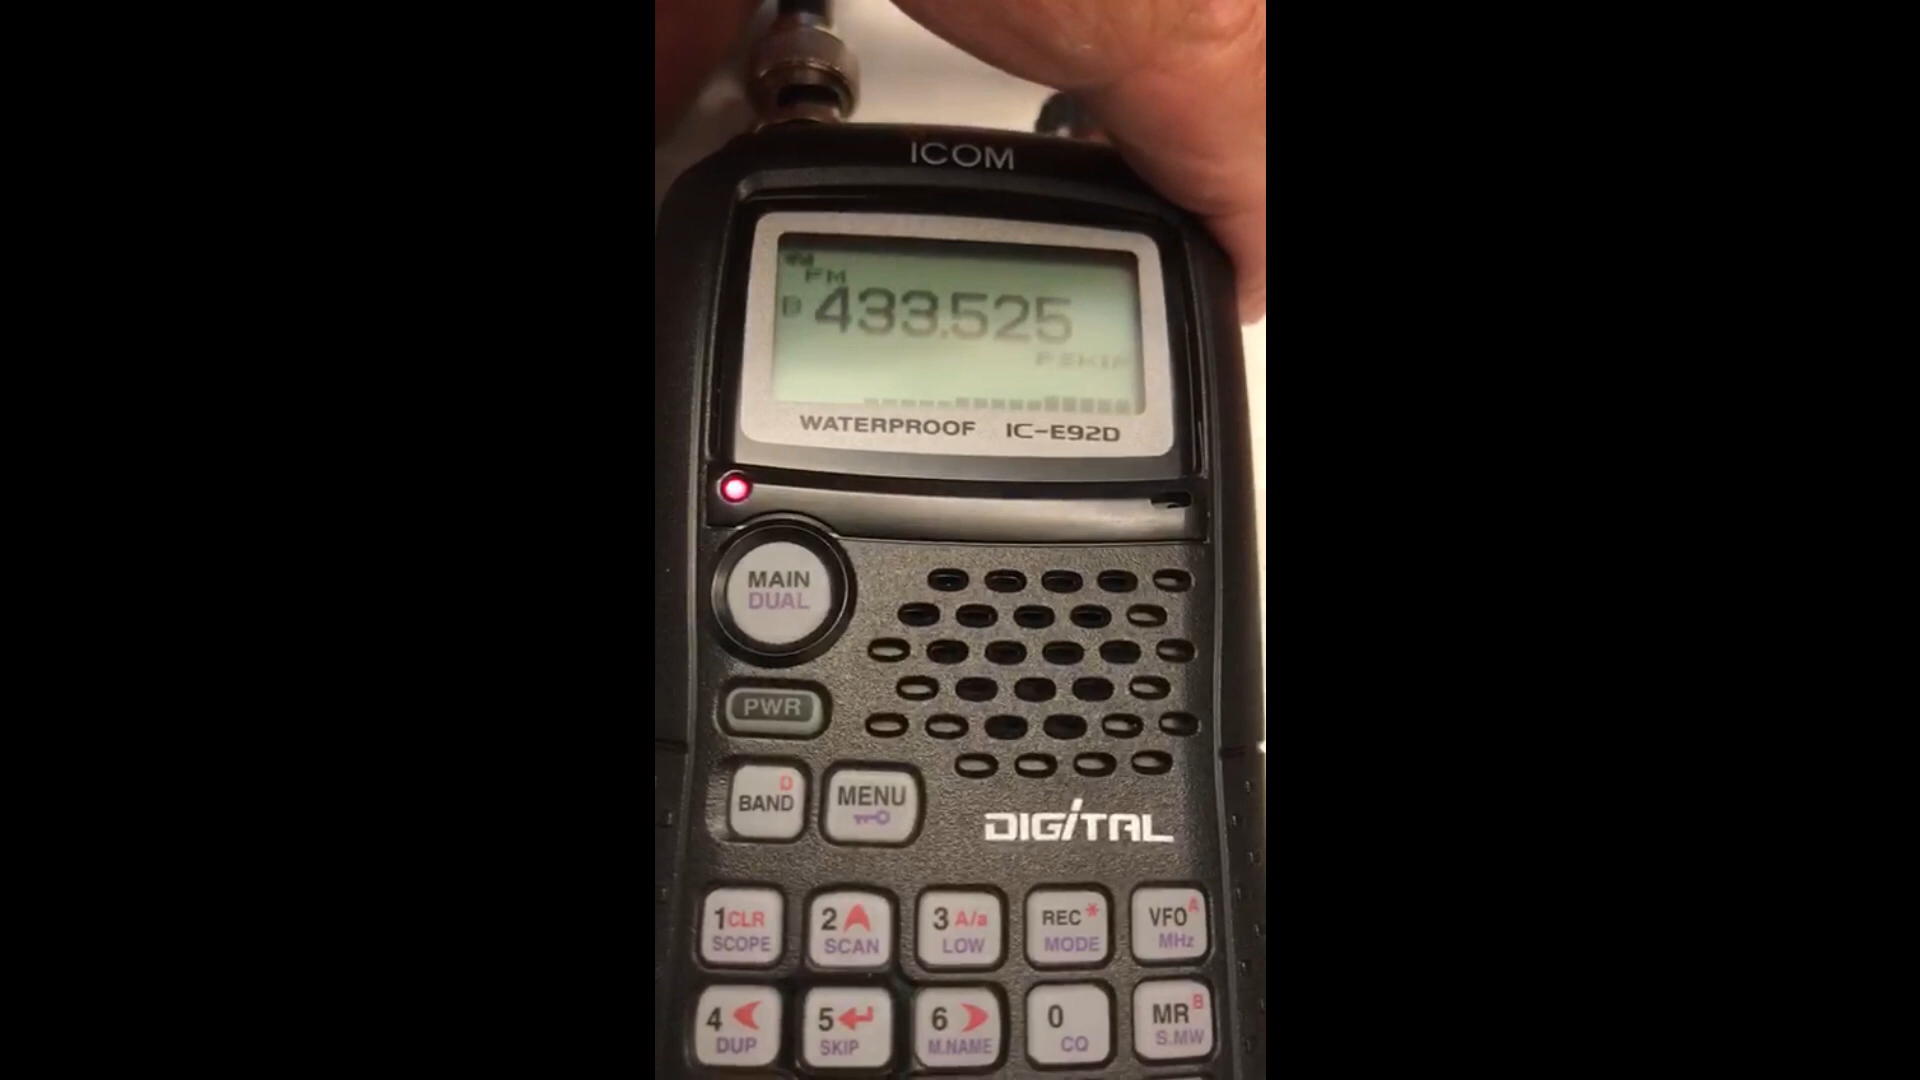 ICOM
FM
B 433.525
PSKIP
WATERPROOF IC-E92D
MAIN
DUAL
PWR
D
BAND
MENU
DIGITAL
1 CLR
SCOPE
2
SCAN
3 A/a
LOW
REC *
MODE
VFO A
MHz
4
DUP
5
SKIP
6
M.NAME
0
CQ
MR B
S.MW